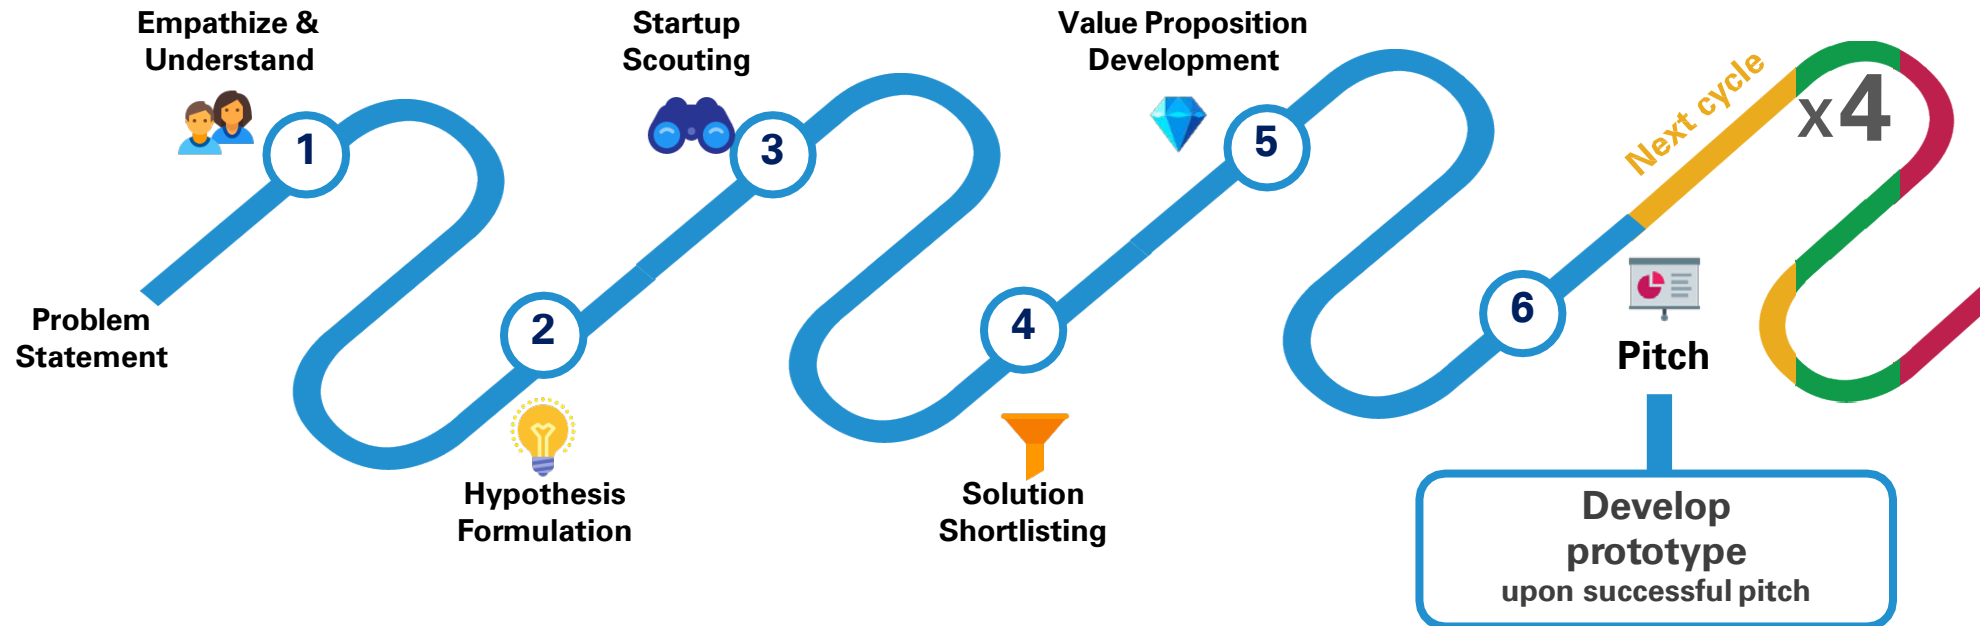 Empathize &
Understand
1
Problem
Statement
2
Hypothesis
Formulation
Startup
Scouting
3
4
Solution
Shortlisting
Value Proposition
Development
5
6
Pitch
Develop
prototype
upon successful pitch
Next cycle
x4